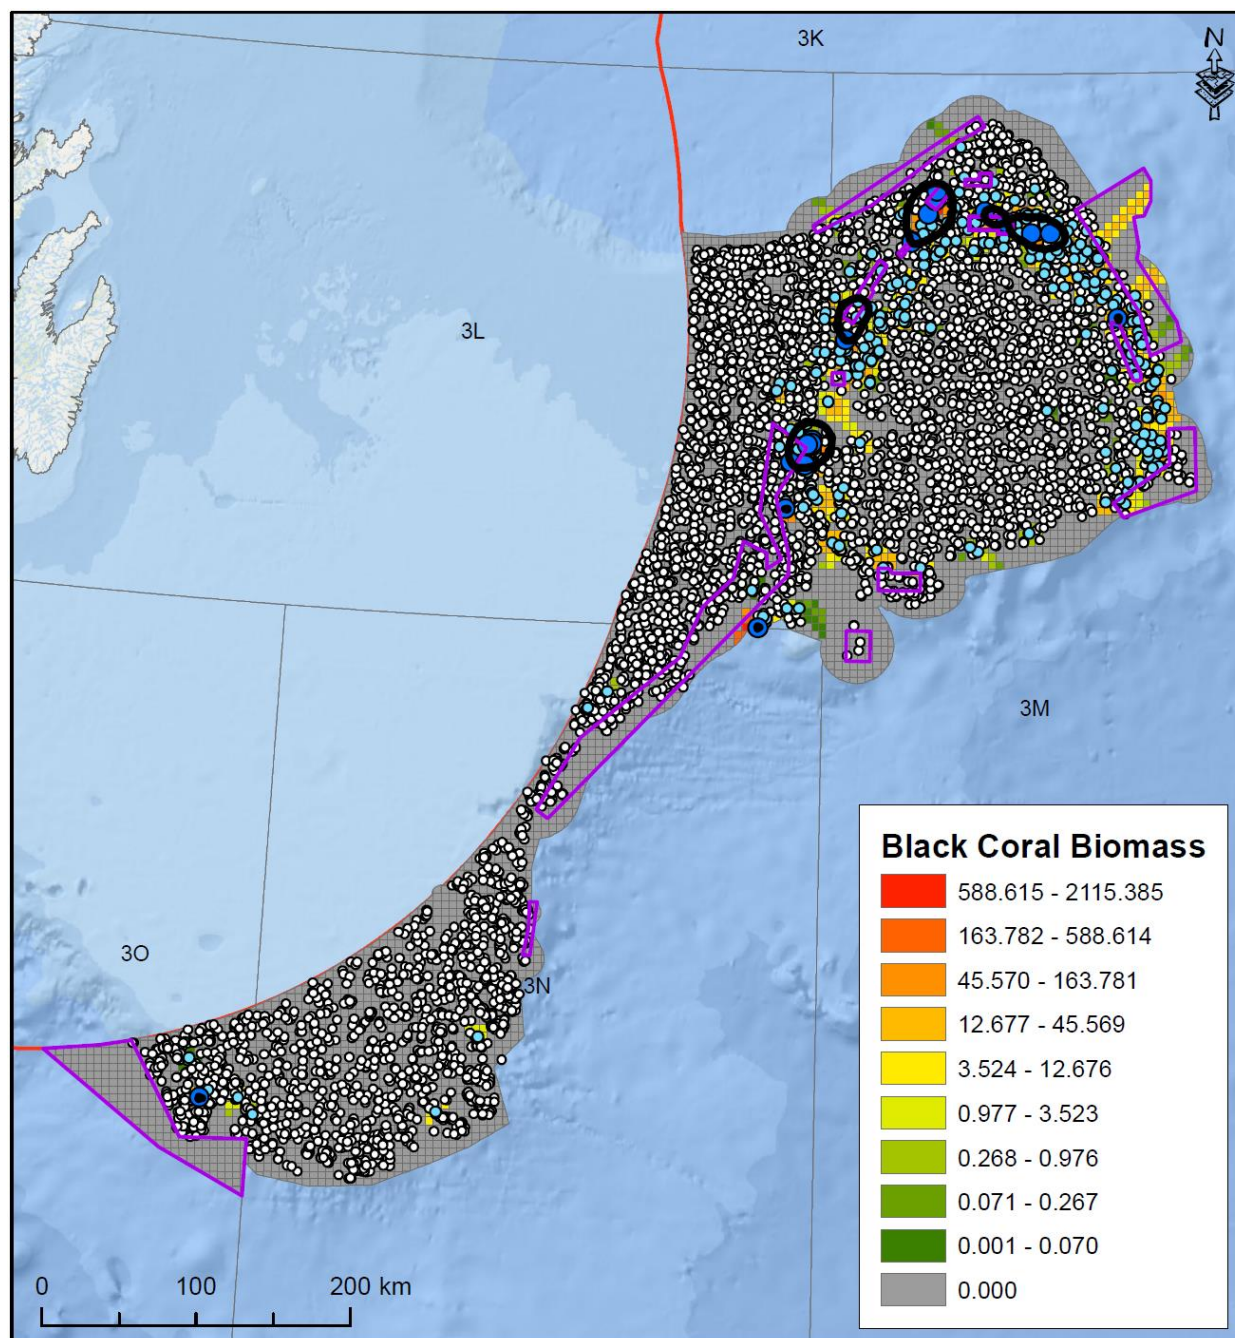 3K
N
3L
3M
3O
3N
Black Coral Biomass
588.615 - 2115.385
163.782 - 588.614
45.570 - 163.781
12.677 - 45.569
3.524 - 12.676
0.977 - 3.523
0.268 - 0.976
0.071 - 0.267
0.001 - 0.070
0.000
0 100 200 km